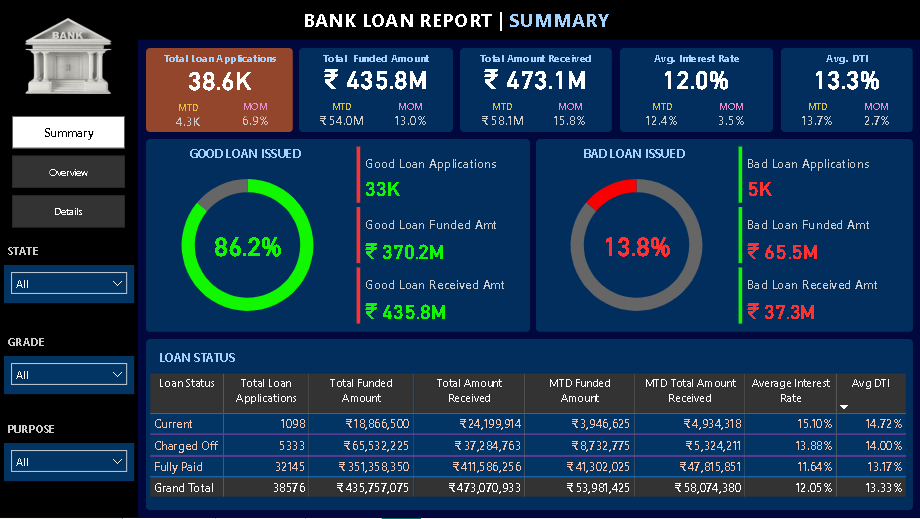 BANK LOAN REPORT | SUMMARY
BANK
Summary
Overview
Details
STATE
All
GRADE
All
PURPOSE
All
Total Loan Applications
38.6K
MTD MOM
4.3K 6.9%
Total Funded Amount
₹ 435.8M
MTD MOM
₹54.0M 13.0%
Total Amount Received
₹ 473.1M
MTD MOM
₹58.1M 15.8%
Avg. Interest Rate
12.0%
MTD MOM
12.4% 3.5%
Avg. DTI
13.3%
MTD MOM
13.7% 2.7%
GOOD LOAN ISSUED
86.2%
Good Loan Applications
33K
Good Loan Funded Amt
₹ 370.2M
Good Loan Received Amt
₹ 435.8M
BAD LOAN ISSUED
13.8%
Bad Loan Applications
5K
Bad Loan Funded Amt
₹ 65.5M
Bad Loan Received Amt
₹ 37.3M
LOAN STATUS
Loan Status Total Loan Total Funded Total Amount MTD Funded MTD Total Amount Average Interest Avg DTI
Applications Amount Received Amount Received Rate
Current 1098 ₹18,866,500 ₹24,199,914 ₹3,946,625 ₹4,934,318 15.10% 14.72%
Charged Off 5333 ₹65,532,225 ₹37,284,763 ₹8,732,775 ₹5,324,211 13.88% 14.00%
Fully Paid 32145 ₹351,358,350 ₹411,586,256 ₹41,302,025 ₹47,815,851 11.64% 13.17%
Grand Total 38576 ₹435,757,075 ₹473,070,933 ₹53,981,425 ₹58,074,380 12.05% 13.33%